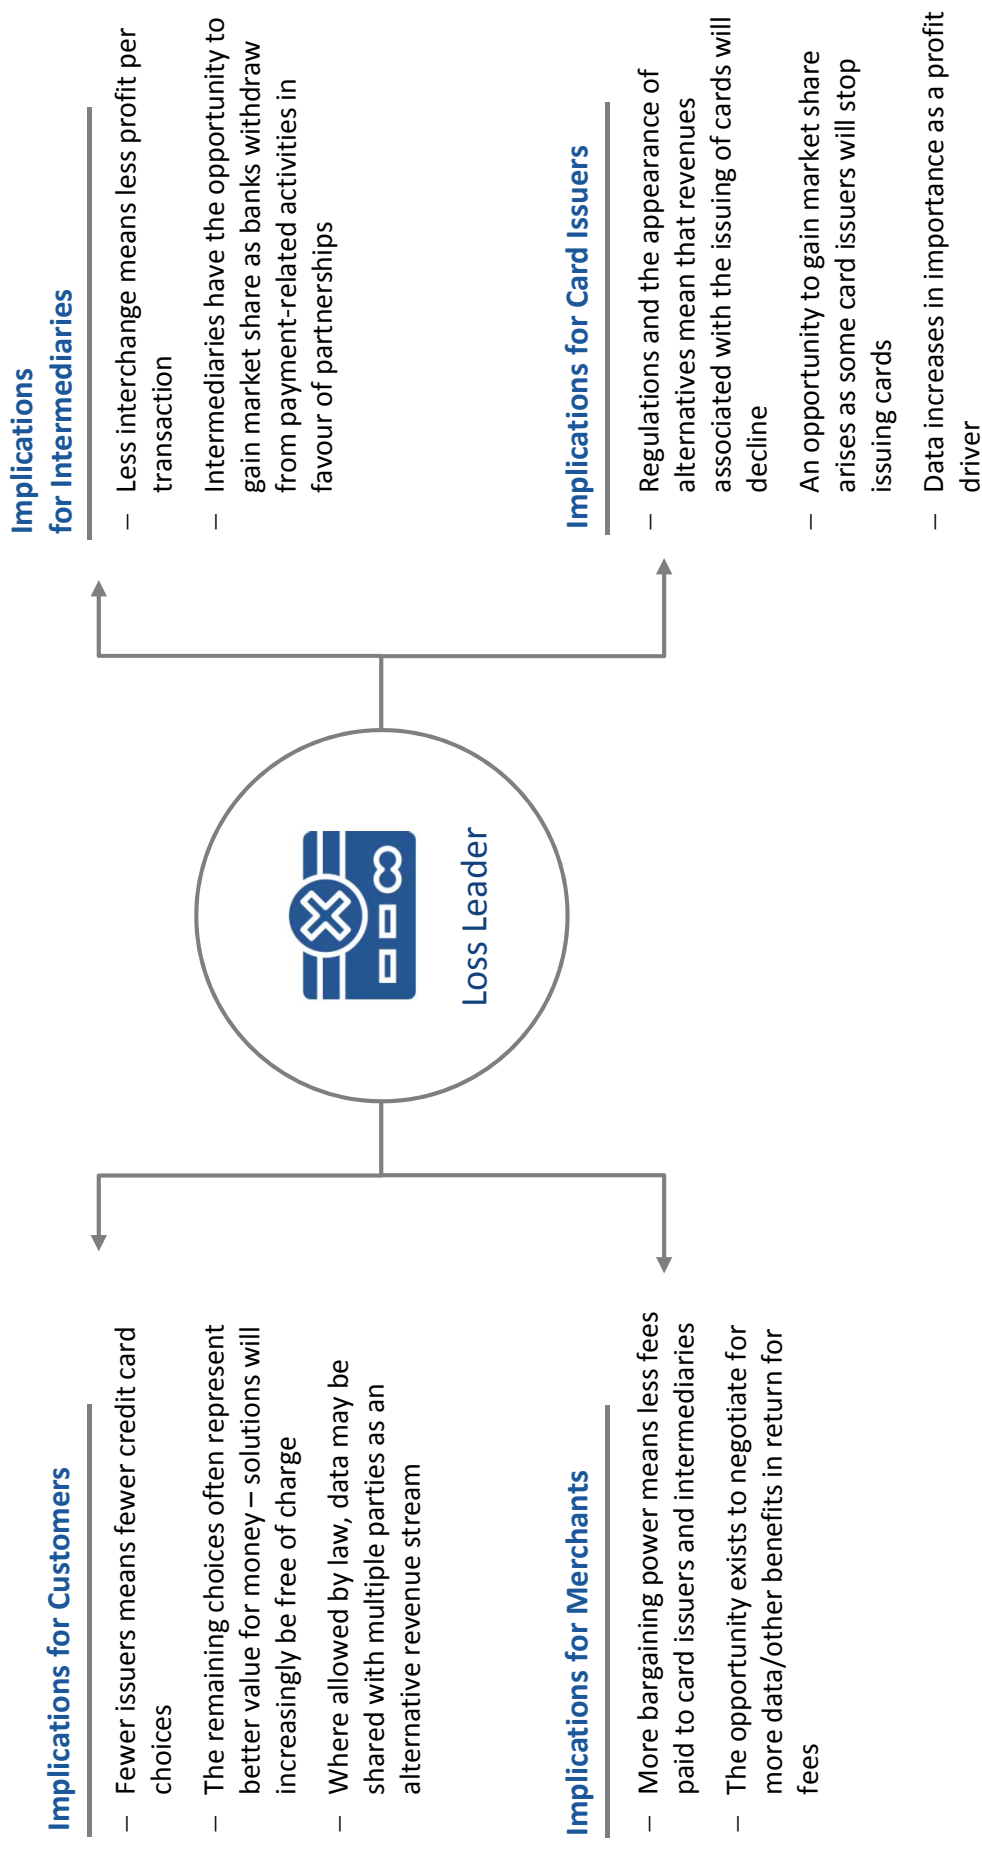 Implications for Customers
– Fewer issuers means fewer credit card
choices
– The remaining choices often represent
better value for money – solutions will
increasingly be free of charge
– Where allowed by law, data may be
shared with multiple parties as an
alternative revenue stream
Implications
for Intermediaries
– Less interchange means less profit per
transaction
– Intermediaries have the opportunity to
gain market share as banks withdraw
from payment-related activities in
favour of partnerships
Loss Leader
Implications for Merchants
– More bargaining power means less fees
paid to card issuers and intermediaries
– The opportunity exists to negotiate for
more data/other benefits in return for
fees
Implications for Card Issuers
– Regulations and the appearance of
alternatives mean that revenues
associated with the issuing of cards will
decline
– An opportunity to gain market share
arises as some card issuers will stop
issuing cards
– Data increases in importance as a profit
driver